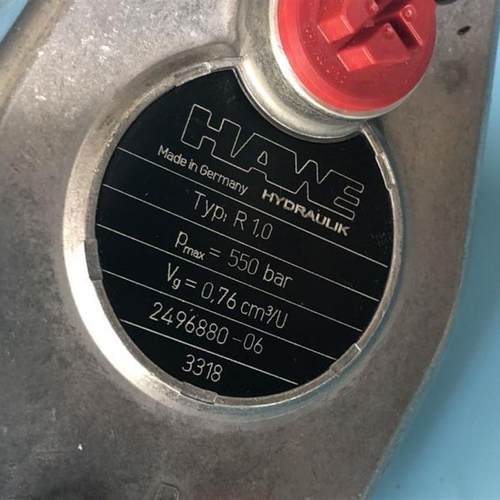 HAWE
Made in Germany HYDRAULIK
Typ: R 1,0
pmax = 550 bar
Vg = 0,76 cm³/U
2496880-06
3318